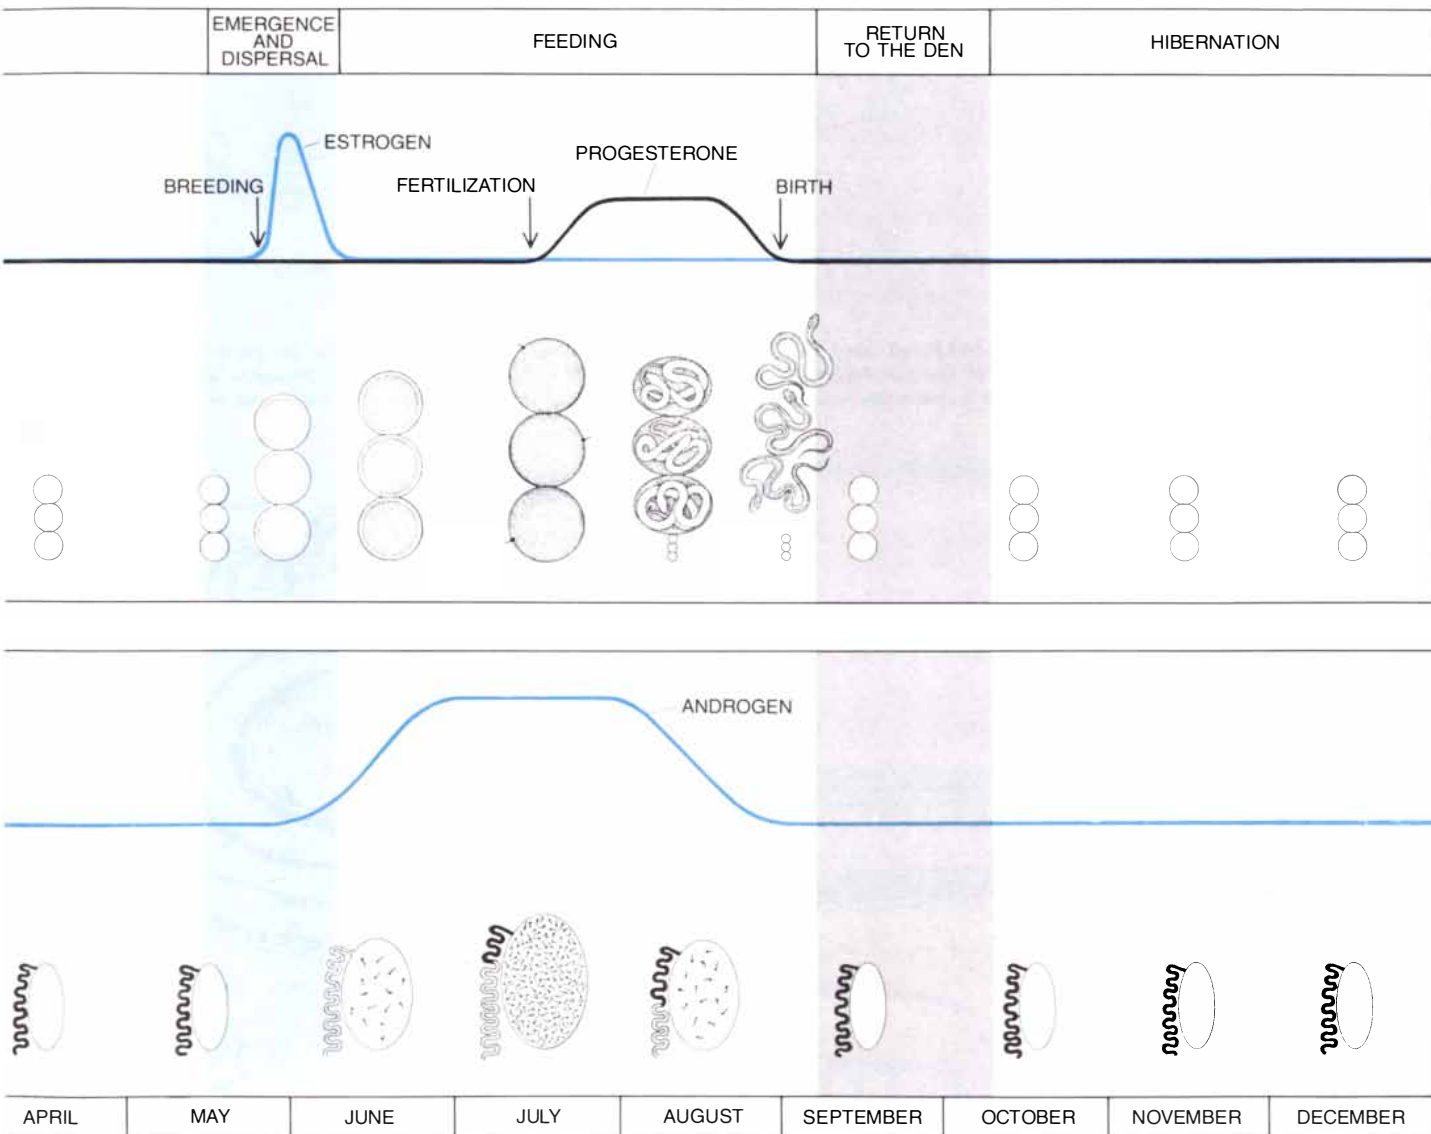 EMERGENCE
AND
DISPERSAL
FEEDING
RETURN
TO THE DEN
HIBERNATION
ESTROGEN
PROGESTERONE
BREEDING
FERTILIZATION
BIRTH
ANDROGEN
APRIL
MAY
JUNE
JULY
AUGUST
SEPTEMBER
OCTOBER
NOVEMBER
DECEMBER